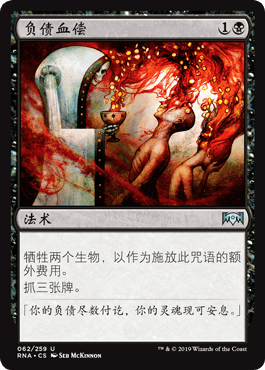 负债血偿 1
法术
牺牲两个生物，以作为施放此咒语的额
外费用。
抓三张牌。
「你的负债尽数付讫，你的灵魂现可安息。」
062/259 U
RNA • CS Seb McKinnon
™ & © 2019 Wizards of the Coast